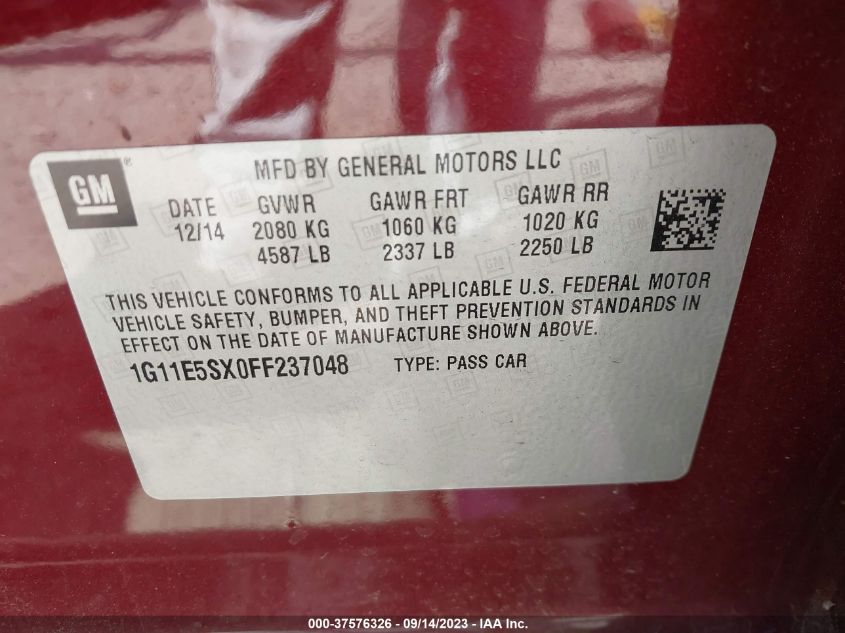 GM®
MFD BY GENERAL MOTORS LLC
DATE GVWR GAWR FRT GAWR RR
12/14 2080 KG 1060 KG 1020 KG
4587 LB 2337 LB 2250 LB
THIS VEHICLE CONFORMS TO ALL APPLICABLE U.S. FEDERAL MOTOR
VEHICLE SAFETY, BUMPER, AND THEFT PREVENTION STANDARDS IN
EFFECT ON THE DATE OF MANUFACTURE SHOWN ABOVE.
1G11E5SX0FF237048 TYPE: PASS CAR
000-37576326 - 09/14/2023 - IAA Inc.